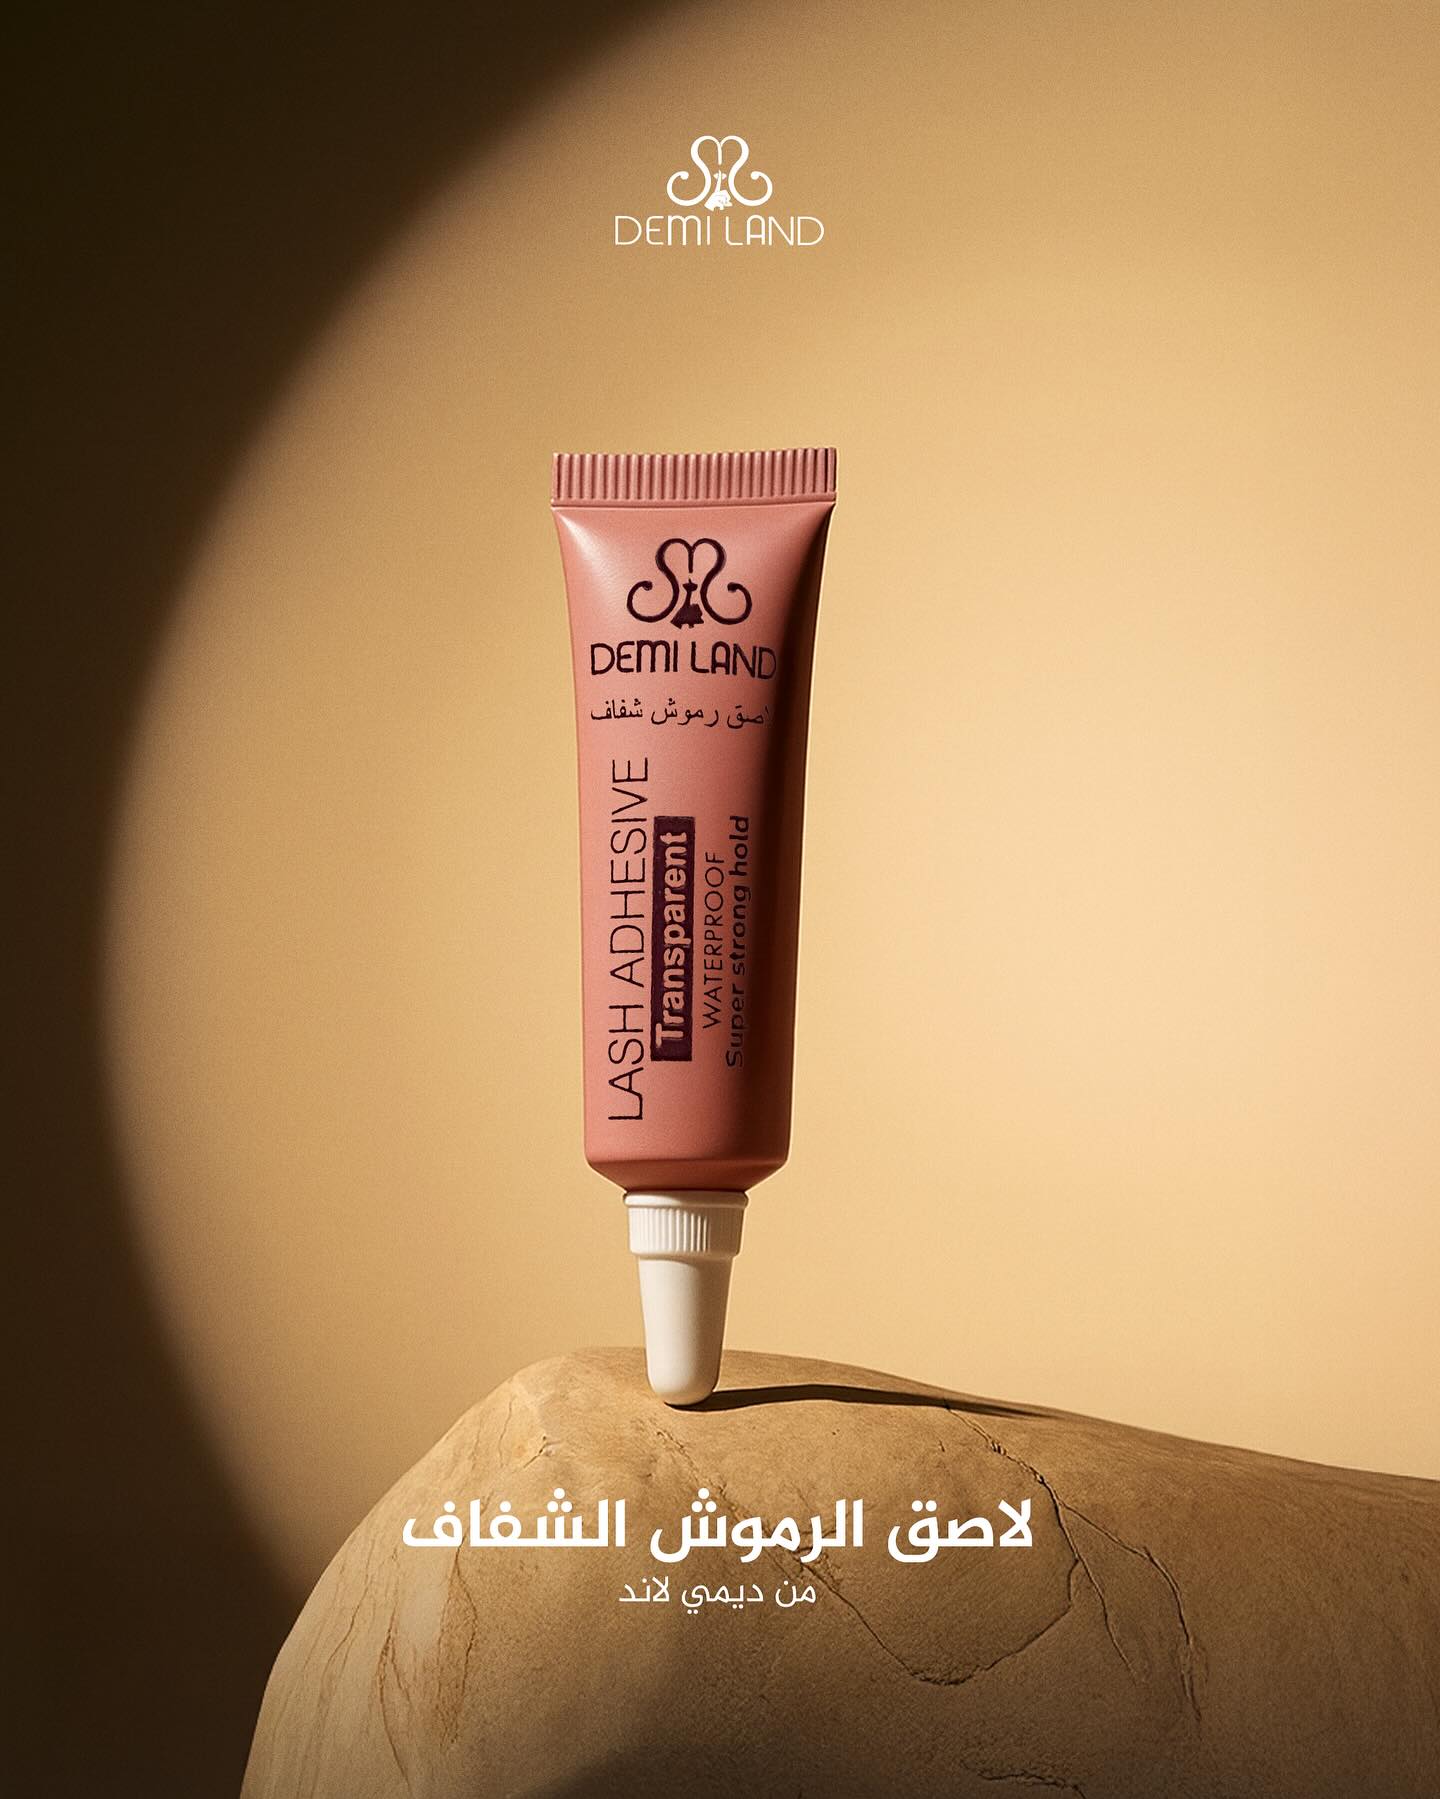 DEMI LAND
DEMI LAND
لاصق رموش شفاف
LASH ADHESIVE
Transparent
WATERPROOF
Super strong hold
لاصق الرموش الشفاف
من ديمي لاند